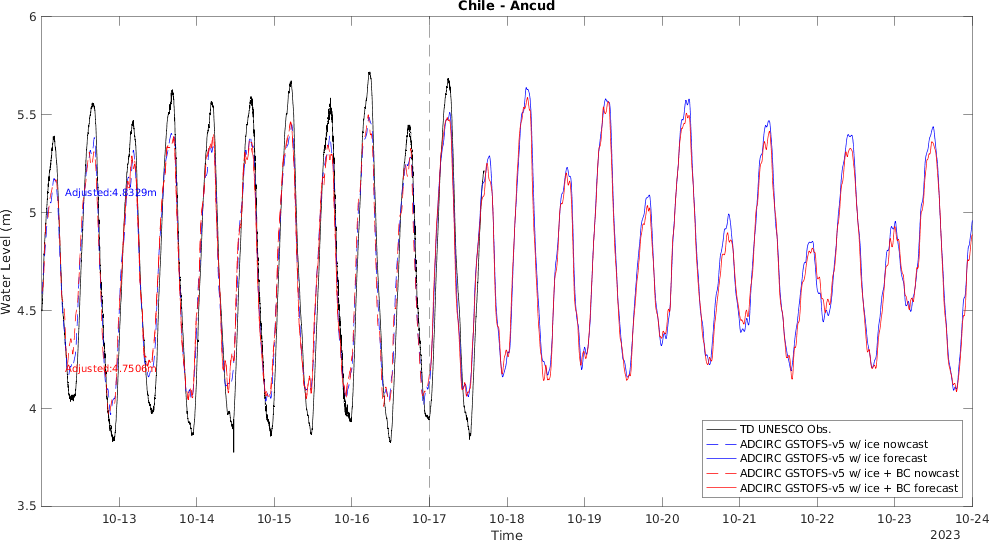 Chile - Ancud
6
5.5
5
4.5
4
3.5
Water Level (m)
Adjusted:4.8329m
Adjusted:4.7506m
TD UNESCO Obs.
ADCIRC GSTOFS-v5 w/ ice nowcast
ADCIRC GSTOFS-v5 w/ ice forecast
ADCIRC GSTOFS-v5 w/ ice + BC nowcast
ADCIRC GSTOFS-v5 w/ ice + BC forecast
10-13 10-14 10-15 10-16 10-17 10-18 10-19 10-20 10-21 10-22 10-23 10-24
Time
2023